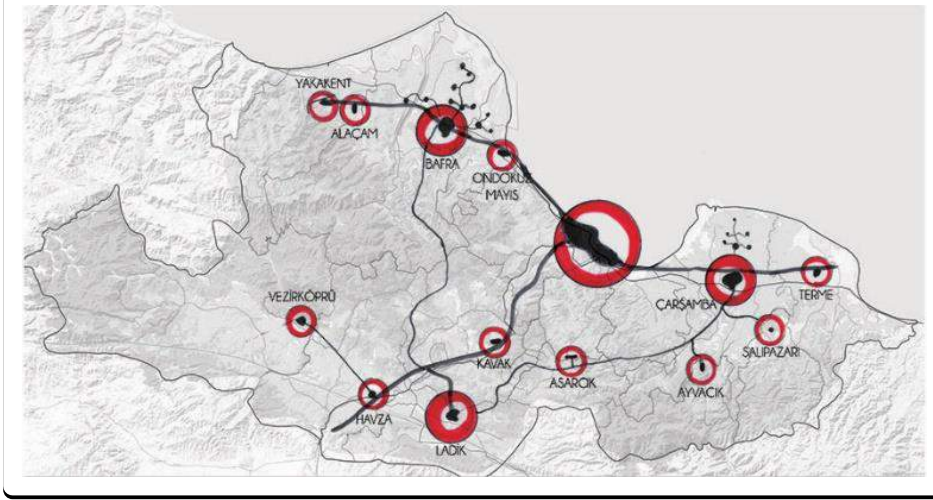 YAKAKENT
ALAÇAM
BAFRA
ONDOKUZ
MAYIS
ÇARŞAMBA
TERME
VEZİRKÖPRÜ
SALIPAZARI
KAVAK
ASARCIK
AYVACIK
HAVZA
LADİK